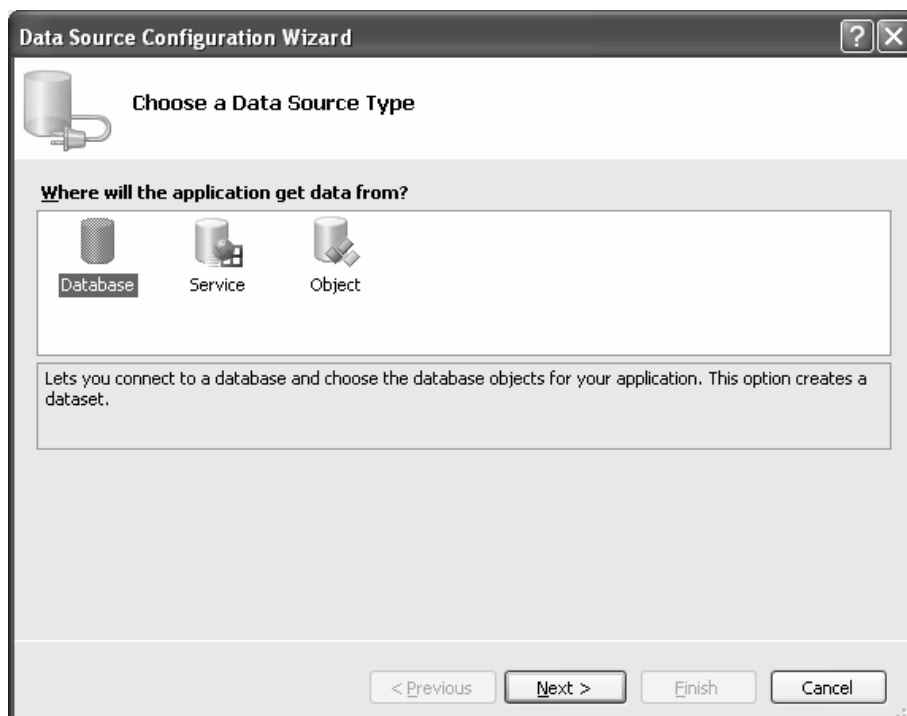 Data Source Configuration Wizard
Choose a Data Source Type
Where will the application get data from?
Database Service Object
Lets you connect to a database and choose the database objects for your application. This option creates a
dataset.
< Previous Next > Finish Cancel